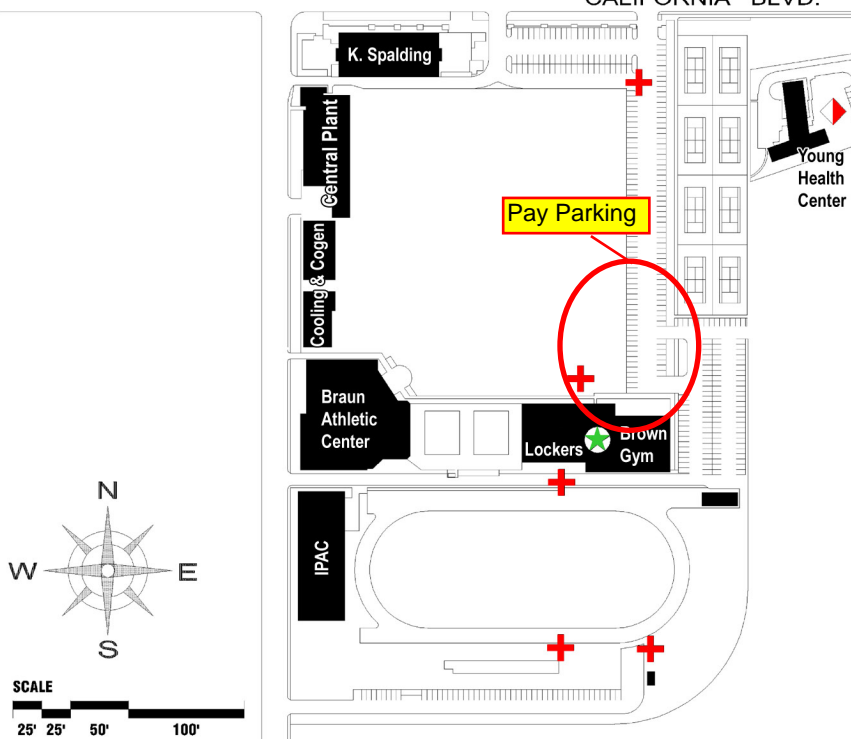 CALIFORNIA BLVD.
K. Spalding
Central Plant
Young
Health
Center
Pay Parking
Cooling & Cogen
Braun
Athletic
Center
Lockers
Brown
Gym
N
W
E
S
IPAC
SCALE
25' 25' 50' 100'